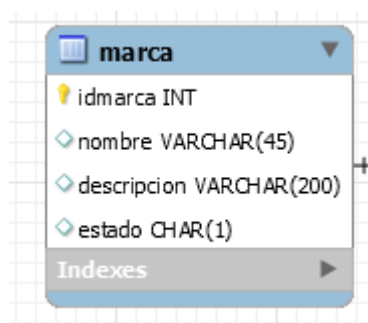 marca
idmarca INT
nombre VARCHAR(45)
descripcion VARCHAR(200)
estado CHAR(1)
Indexes